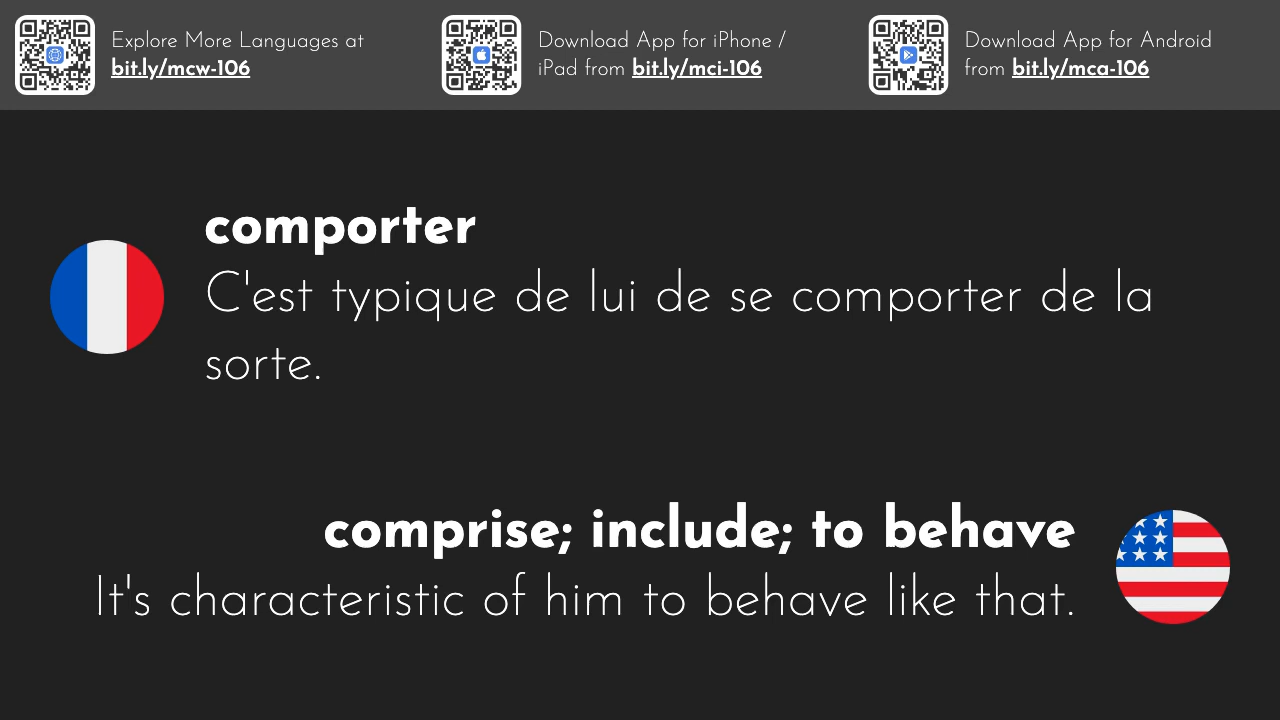 Explore More Languages at
bit.ly/mcw-106
Download App for iPhone /
iPad from bit.ly/mci-106
Download App for Android
from bit.ly/mca-106
comporter
C'est typique de lui de se comporter de la
sorte.
comprise; include; to behave
It's characteristic of him to behave like that.